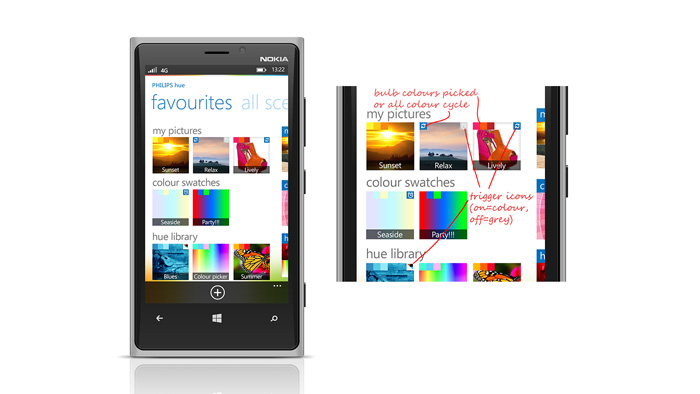 NOKIA
4G 13:22
PHILIPS hue
favourites all sce
my pictures m
Sunset Relax Lively
colour swatches c
Seaside Party!!!
hue library h
Blues Colour picker Summer
bulb colours picked
or all colour cycle
my pictures m
Sunset Relax Lively
colour swatches c
trigger icons
(on=colour,
off=grey)
Seaside Party!!!
hue library h